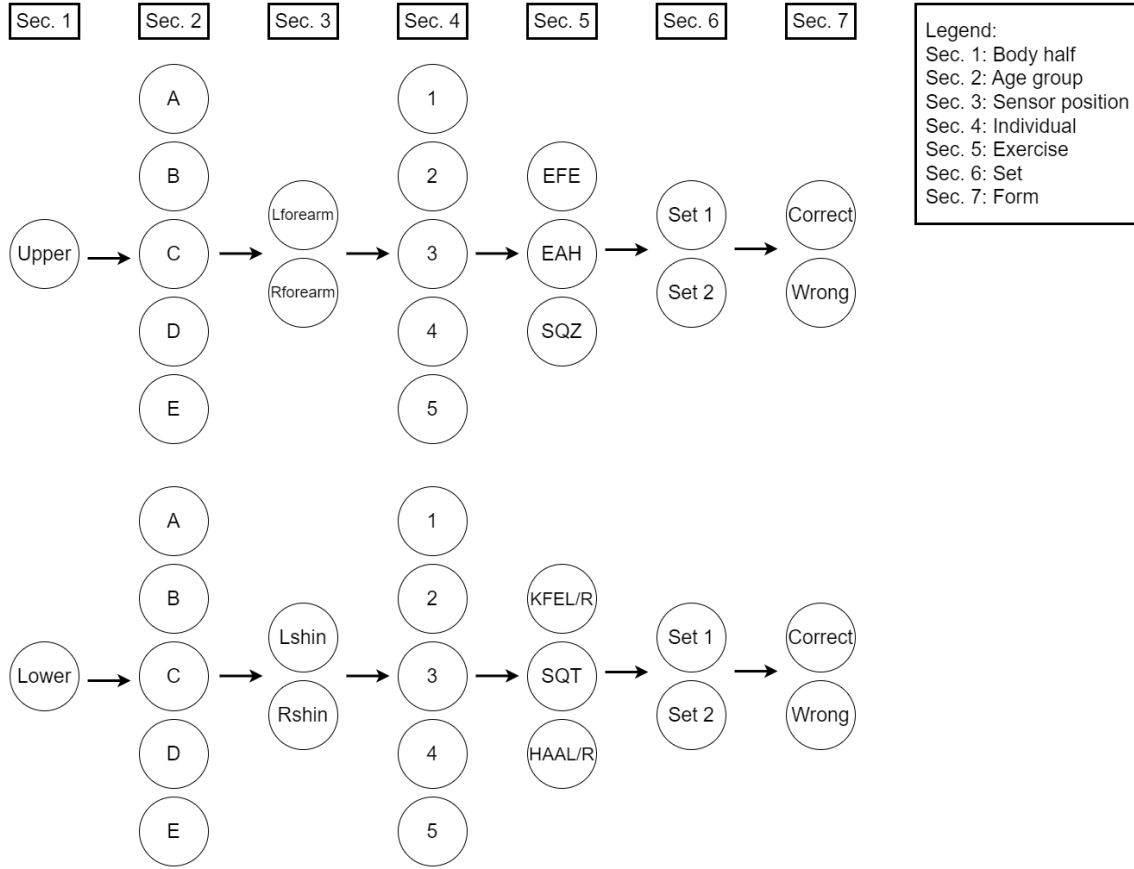 Sec. 1
Sec. 2
Sec. 3
Sec. 4
Sec. 5
Sec. 6
Sec. 7
Legend:
Sec. 1: Body half
Sec. 2: Age group
Sec. 3: Sensor position
Sec. 4: Individual
Sec. 5: Exercise
Sec. 6: Set
Sec. 7: Form
Upper
A
B
C
D
E
Lforearm
Rforearm
1
2
3
4
5
EFE
EAH
SQZ
Set 1
Set 2
Correct
Wrong
Lower
A
B
C
D
E
Lshin
Rshin
1
2
3
4
5
KFEL/R
SQT
HAAL/R
Set 1
Set 2
Correct
Wrong